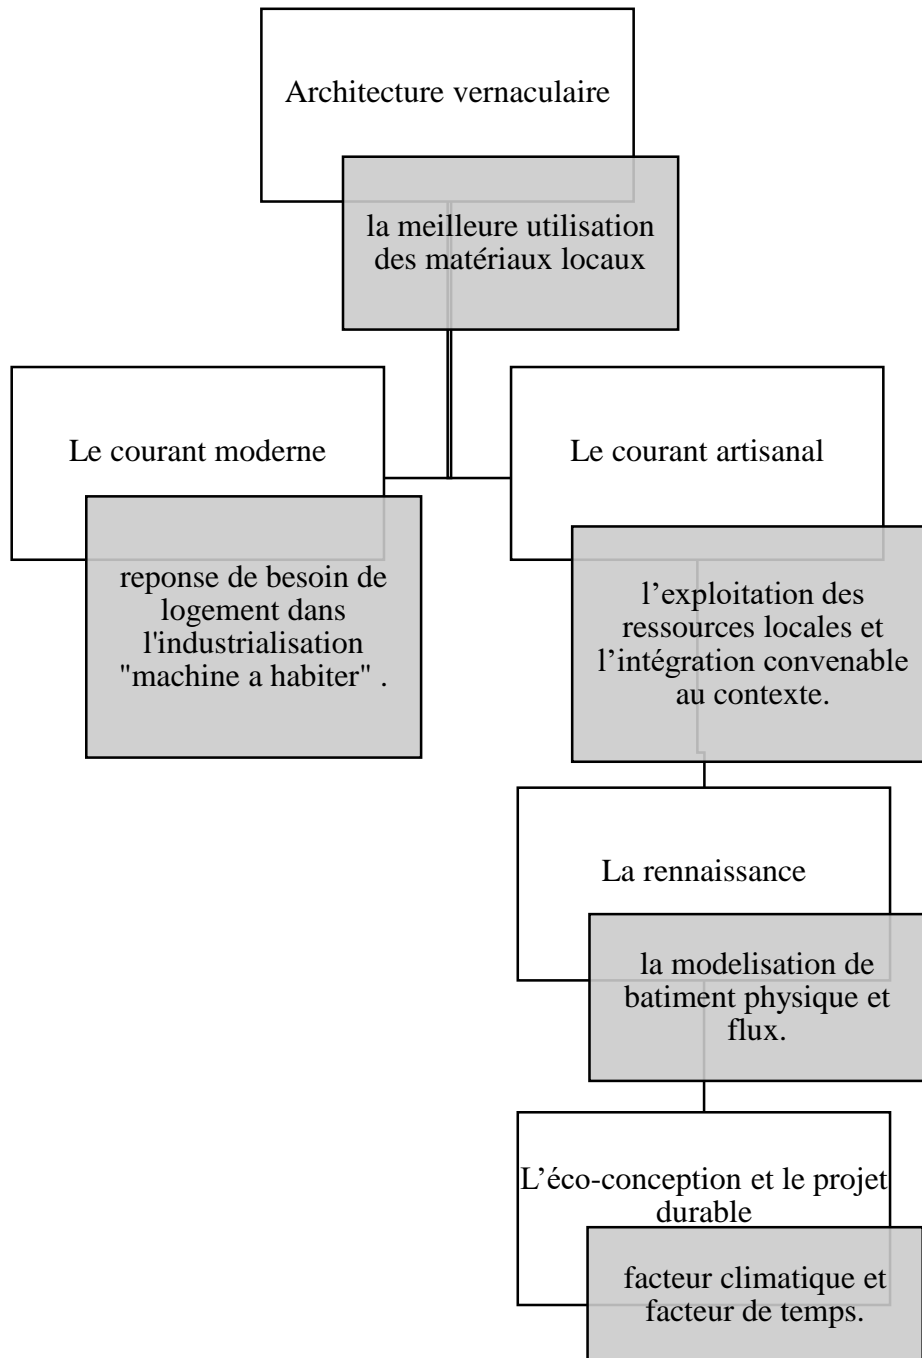 Architecture vernaculaire
la meilleure utilisation
des matériaux locaux
Le courant moderne
reponse de besoin de
logement dans
l'industrialisation
"machine a habiter" .
Le courant artisanal
l’exploitation des
ressources locales et
l’intégration convenable
au contexte.
La rennaissance
la modelisation de
batiment physique et
flux.
L’éco-conception et le projet
durable
facteur climatique et
facteur de temps.